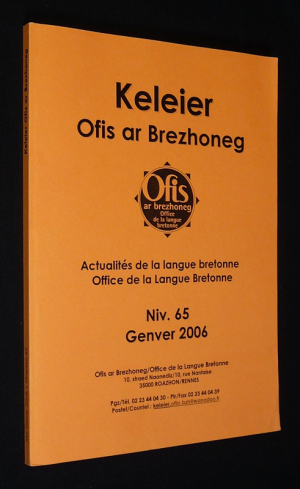 Keleier Ofis ar Brezhoneg
Keleier
Ofis ar Brezhoneg
Ofis
ar brezhoneg
Office
de la langue
bretonne
Actualités de la langue bretonne
Office de la Langue Bretonne
Niv. 65
Genver 2006
Ofis ar Brezhoneg/Office de la Langue Bretonne
10, straed Naoned/10, rue Nantaise
35000 ROAZHON/RENNES
Pgz/Tél. 02 23 44 04 30 - Plr/Fax 02 23 44 04 39
Postel/Courriel :